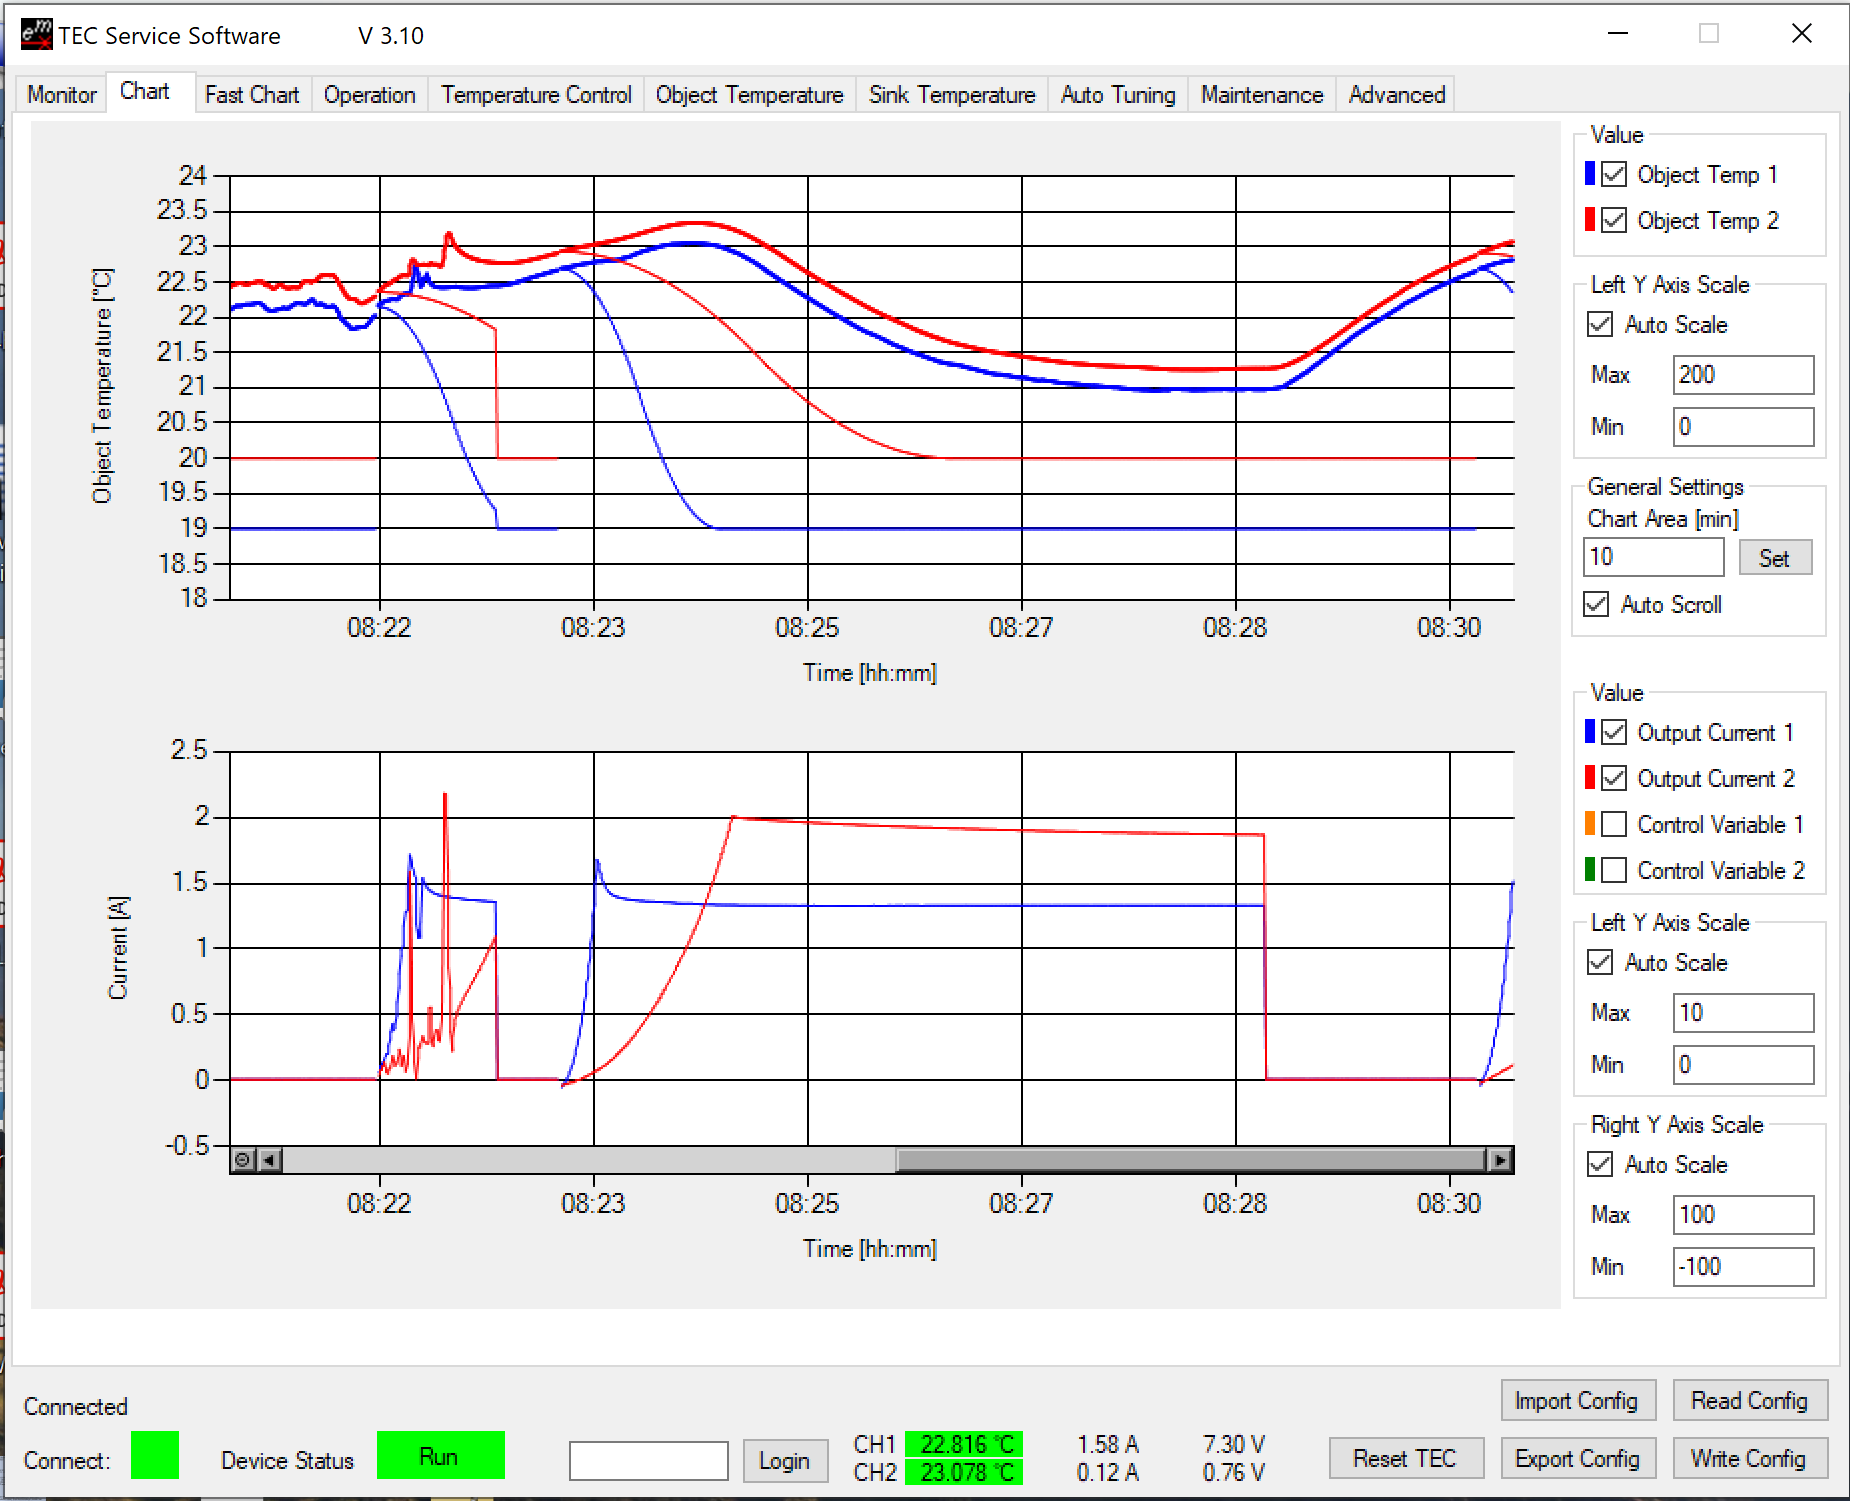 TEC Service Software V 3.10
Monitor Chart Fast Chart Operation Temperature Control Object Temperature Sink Temperature Auto Tuning Maintenance Advanced
Object Temperature [°C]
24
23.5
23
22.5
22
21.5
21
20.5
20
19.5
19
18.5
18
08:22 08:23 08:25 08:27 08:28 08:30
Time [hh:mm]
Current [A]
2.5
2
1.5
1
0.5
0
-0.5
08:22 08:23 08:25 08:27 08:28 08:30
Time [hh:mm]
Value
Object Temp 1
Object Temp 2
Left Y Axis Scale
Auto Scale
Max 200
Min 0
General Settings
Chart Area [min]
10 Set
Auto Scroll
Value
Output Current 1
Output Current 2
Control Variable 1
Control Variable 2
Left Y Axis Scale
Auto Scale
Max 10
Min 0
Right Y Axis Scale
Auto Scale
Max 100
Min -100
Connected
Connect: Device Status Run Login
CH1 22.816 °C 1.58 A 7.30 V
CH2 23.078 °C 0.12 A 0.76 V
Import Config Read Config
Reset TEC Export Config Write Config